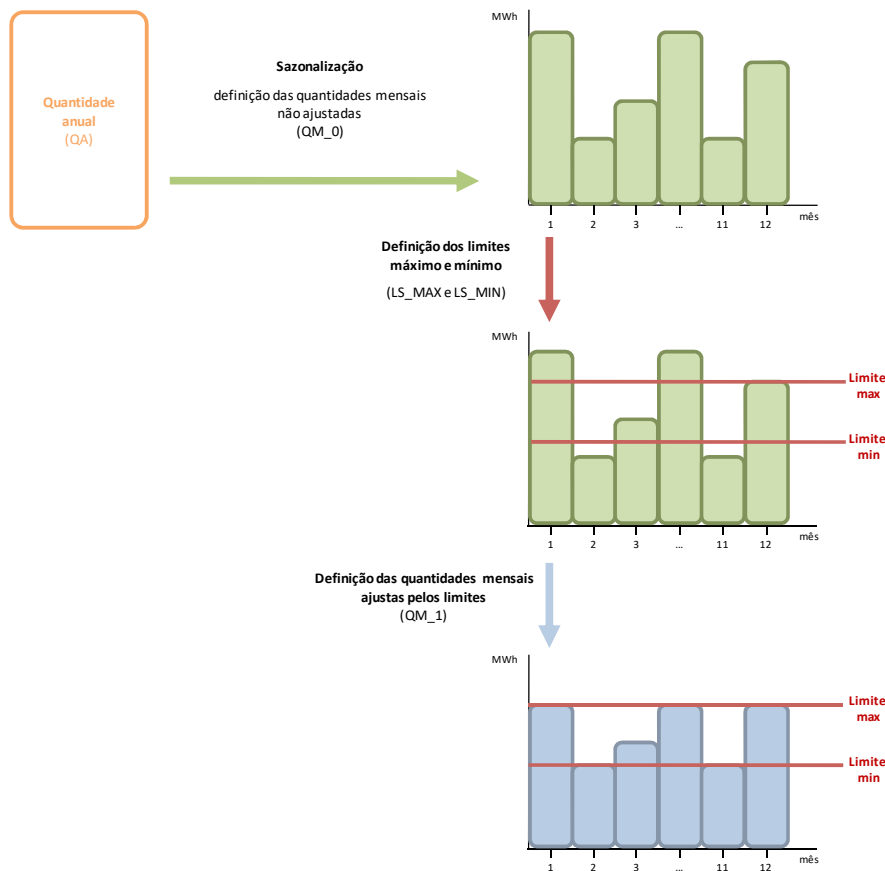 Quantidade
anual
(QA)
Sazonalização
definição das quantidades mensais
não ajustadas
(QM_0)
MWh
1 2 3 ... 11 12 mês
Definição dos limites
máximo e mínimo
(LS_MAX e LS_MIN)
MWh
Limite
max
Limite
min
1 2 3 ... 11 12 mês
Definição das quantidades mensais
ajustas pelos limites
(QM_1)
MWh
Limite
max
Limite
min
1 2 3 ... 11 12 mês